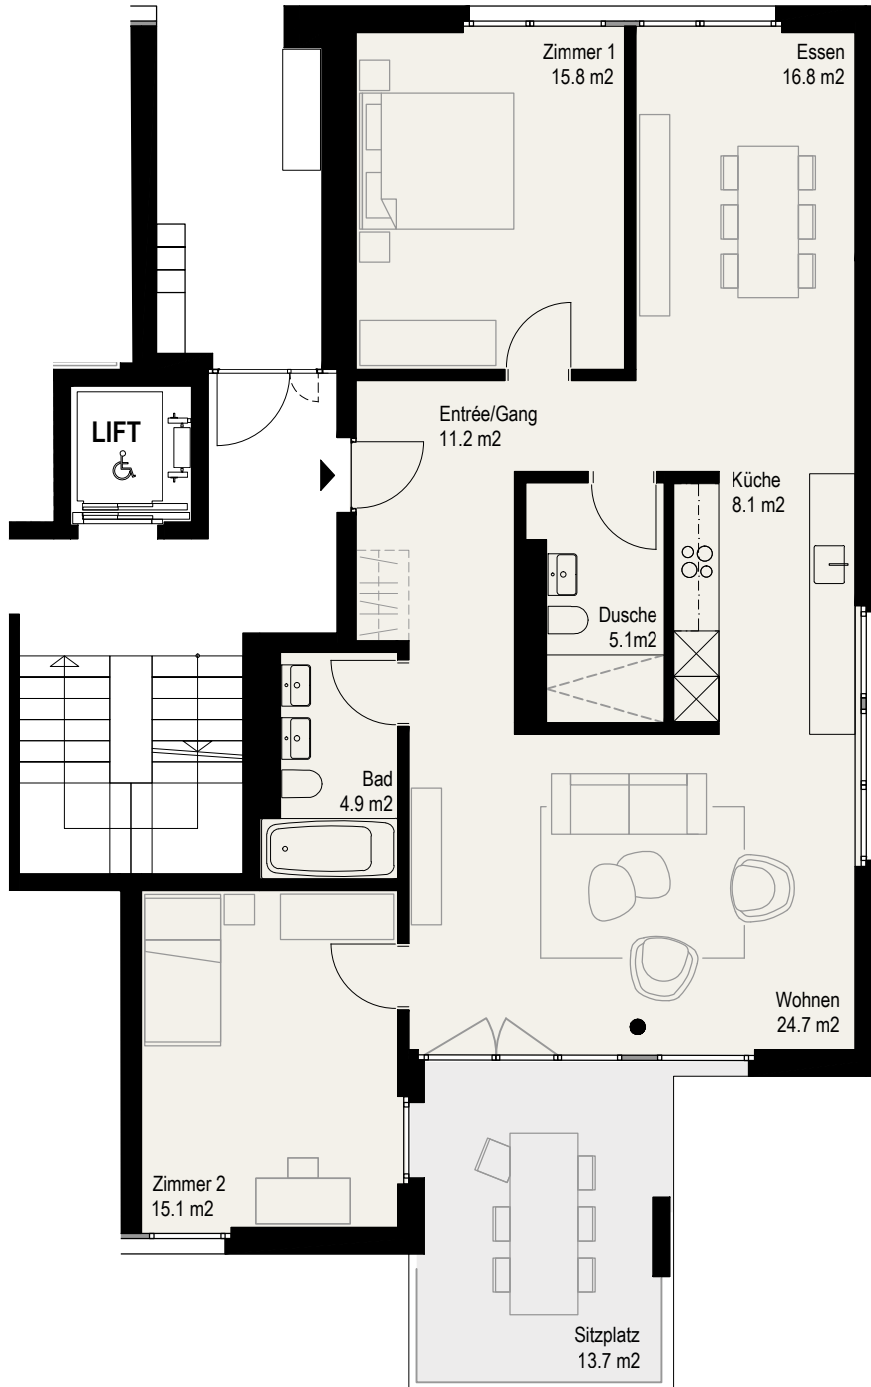 Zimmer 1
15.8 m2
Essen
16.8 m2
LIFT
Entrée/Gang
11.2 m2
Küche
8.1 m2
Dusche
5.1m2
Bad
4.9 m2
Wohnen
24.7 m2
Zimmer 2
15.1 m2
Sitzplatz
13.7 m2